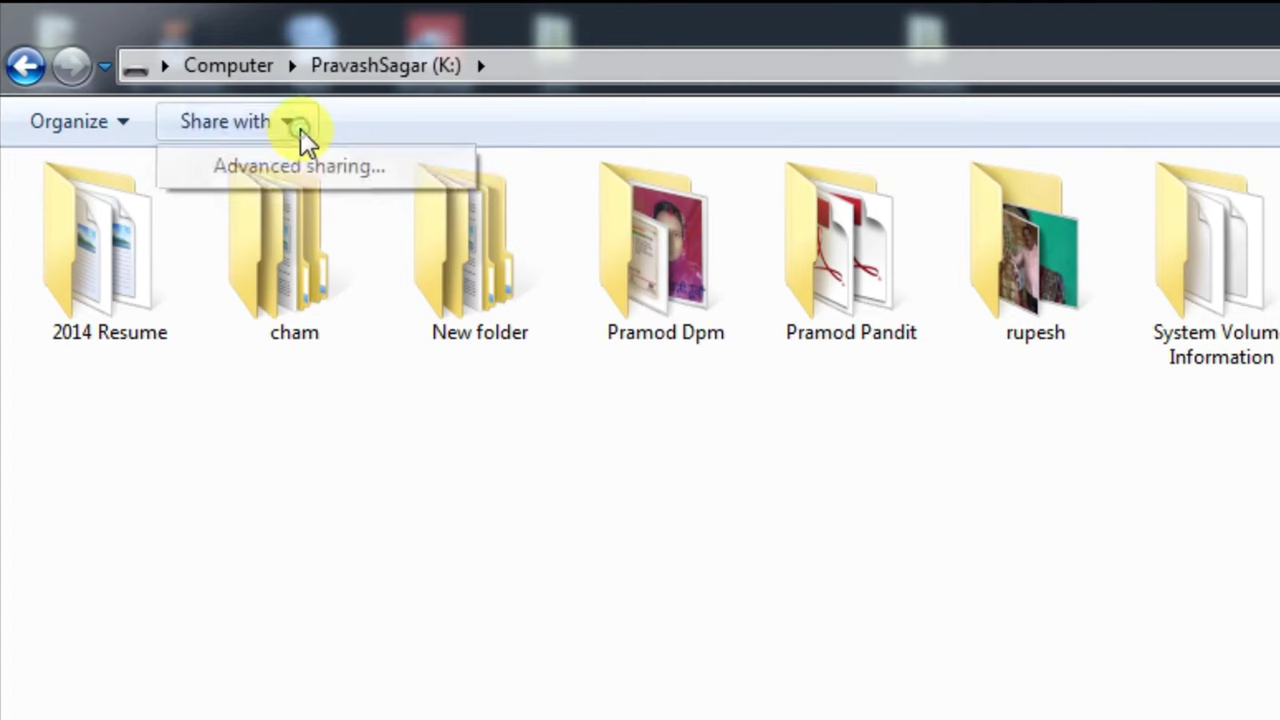 Computer
PravashSagar (K:)
Organize
Share with
Advanced sharing...
2014 Resume
cham
New folder
Pramod Dpm
Pramod Pandit
rupesh
System Volum
Information